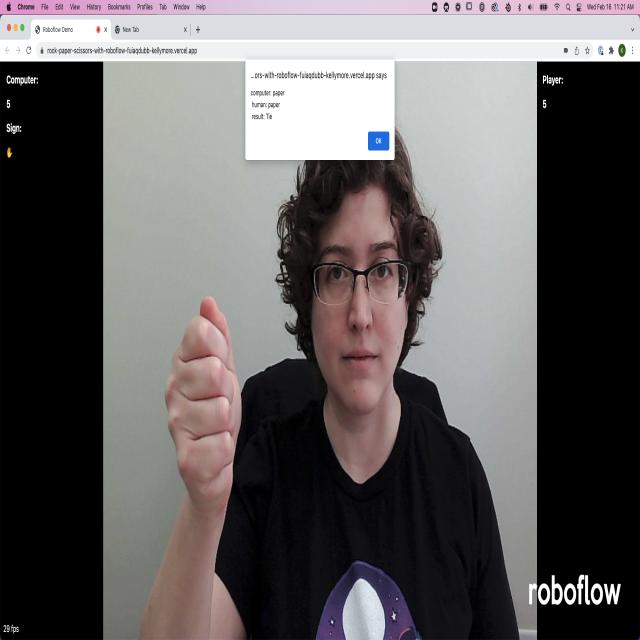 Chrome File Edit View History Bookmarks Profiles Tab Window Help
Wed Feb 16 11:21 AM
Roboflow Demo
New Tab
rock-paper-scissors-with-roboflow-fuiaqdubb-kellymore.vercel.app
Computer:
5
Sign:
Player:
5
...ors-with-roboflow-fuiaqdubb-kellymore.vercel.app says
computer: paper
human: paper
result: Tie
OK
roboflow
29 fps